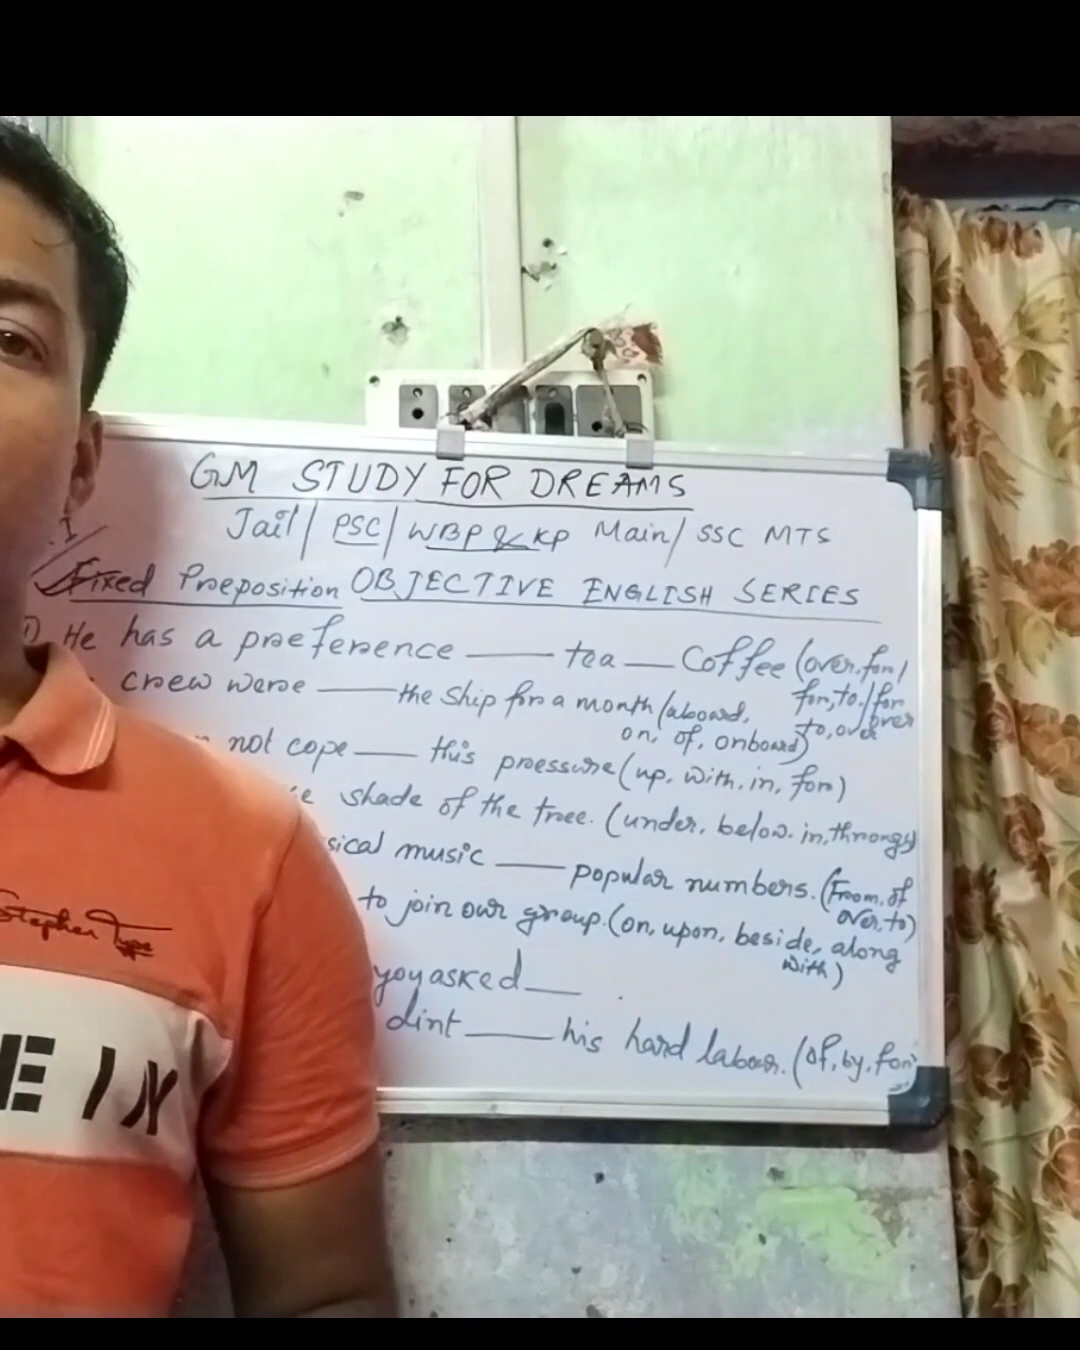 GM STUDY FOR DREAMS
Jail/ PSC/ WBP & KP Main/ SSC MTS
Fixed Preposition OBJECTIVE ENGLISH SERIES
1) He has a preference ___ tea ___ Coffee (over, for/
for, to/ for
to, over
over
crew were ___ the ship for a month (aboard,
on, of, onboard)
not cope ___ this pressure (up, with, in, for)
shade of the tree. (under, below. in, through)
sical music ___ popular numbers. (From, of
over, to)
to join our group. (on, upon, beside, along
with)
yoy asked ___ .
dint ___ his hard labour. (of, by, for
Stephen
EIN